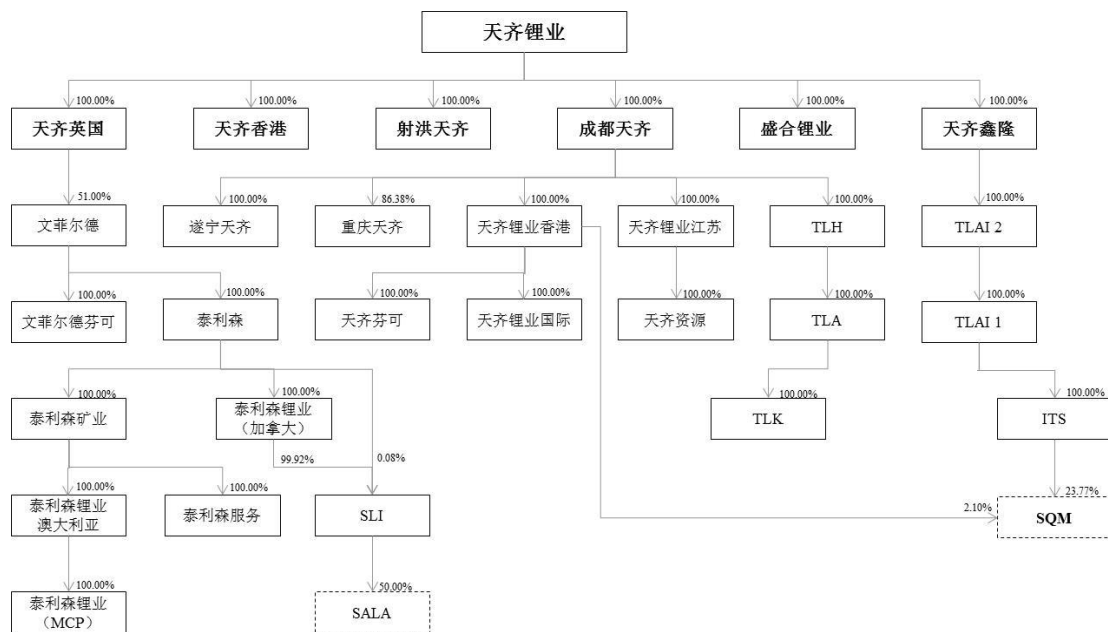 天齐锂业
100.00%
100.00%
100.00%
100.00%
100.00%
100.00%
天齐英国
天齐香港
射洪天齐
成都天齐
盛合锂业
天齐鑫隆
51.00%
100.00%
86.38%
100.00%
100.00%
100.00%
100.00%
文菲尔德
遂宁天齐
重庆天齐
天齐锂业香港
天齐锂业江苏
TLH
TLAI 2
100.00%
100.00%
100.00%
100.00%
100.00%
100.00%
100.00%
文菲尔德芬可
泰利森
天齐芬可
天齐锂业国际
天齐资源
TLA
TLAI 1
100.00%
100.00%
100.00%
100.00%
泰利森矿业
泰利森锂业
（加拿大）
TLK
ITS
99.92%
0.08%
100.00%
100.00%
23.77%
2.10%
泰利森锂业
澳大利亚
泰利森服务
SLI
SQM
100.00%
50.00%
泰利森锂业
（MCP）
SALA